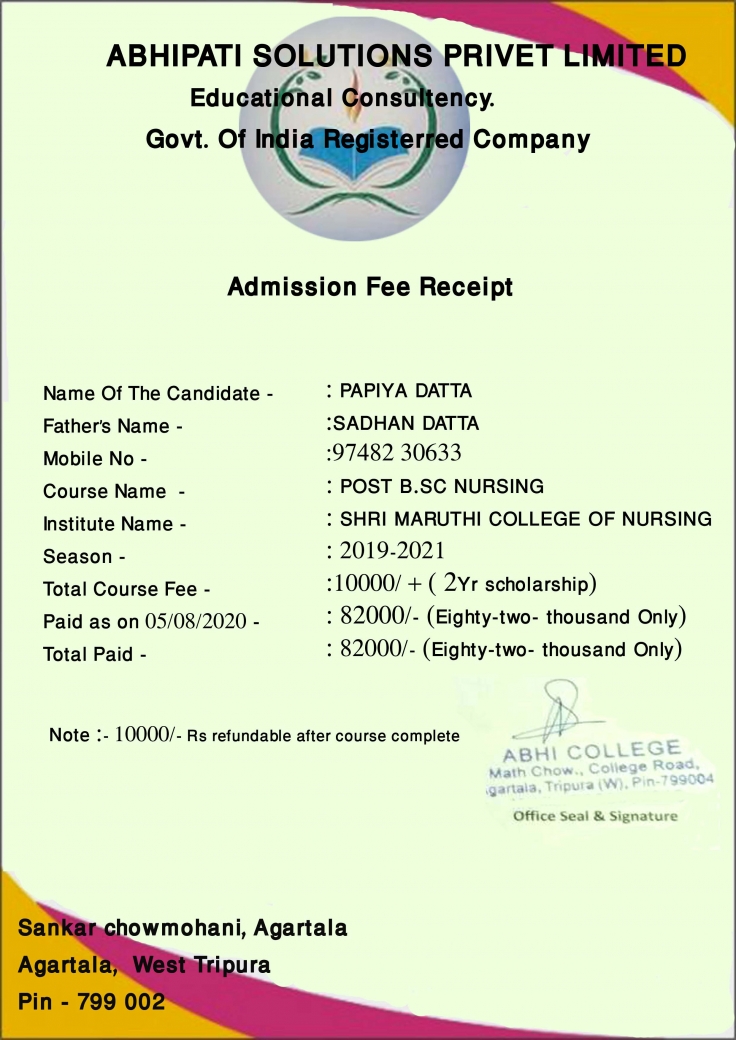 ABHIPATI SOLUTIONS PRIVET LIMITED
Educational Consultency.
Govt. Of India Registerred Company
Admission Fee Receipt
Name Of The Candidate - : PAPIYA DATTA
Father's Name - :SADHAN DATTA
Mobile No - :97482 30633
Course Name - : POST B.SC NURSING
Institute Name - : SHRI MARUTHI COLLEGE OF NURSING
Season - : 2019-2021
Total Course Fee - :10000/ + ( 2Yr scholarship)
Paid as on 05/08/2020 - : 82000/- (Eighty-two- thousand Only)
Total Paid - : 82000/- (Eighty-two- thousand Only)
Note :- 10000/- Rs refundable after course complete
ABHI COLLEGE
Math Chow., College Road,
gartala, Tripura (W), Pin-799004
Office Seal & Signature
Sankar chowmohani, Agartala
Agartala, West Tripura
Pin - 799 002